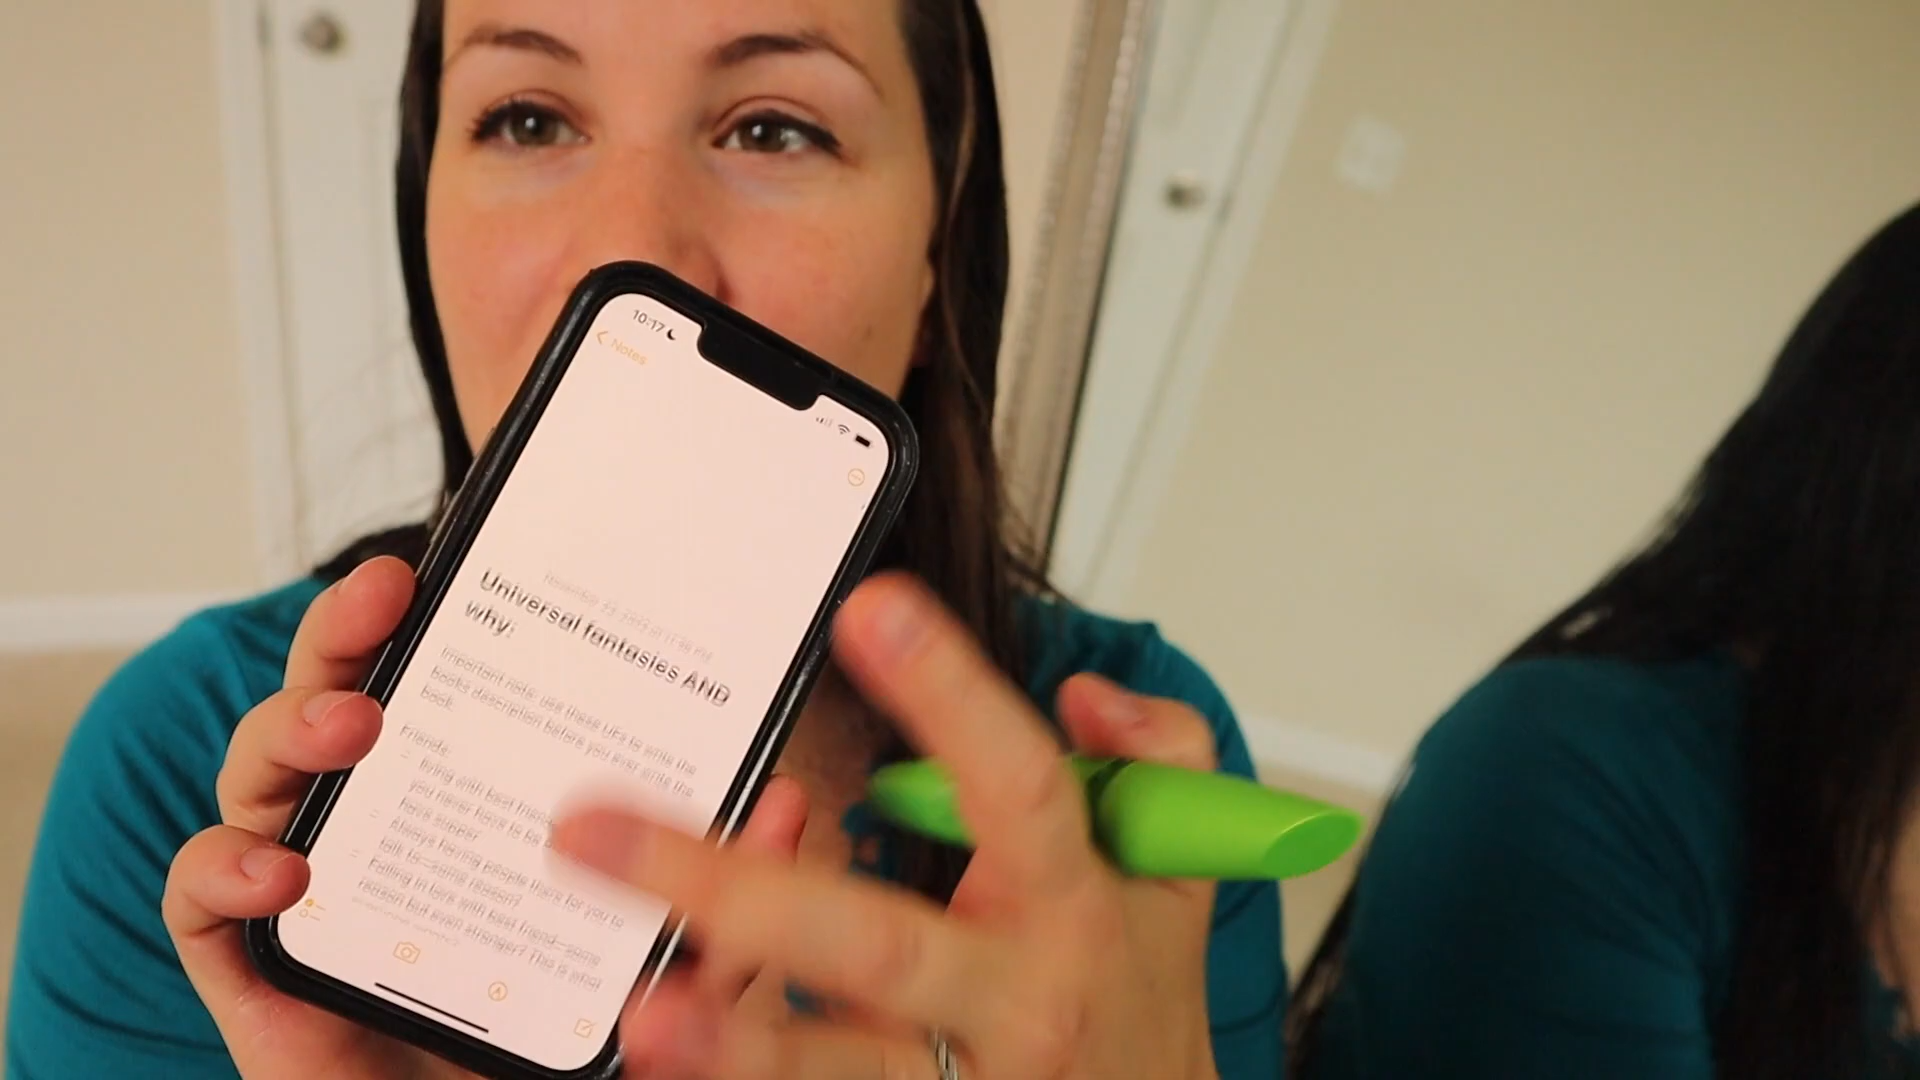 10:17
Notes
Universal fantasies AND
why:
Important note: use these UFs to write the
books description before you ever write the
book.
Friends:
living with best friend
you never have to be
have supper
Always having people there for you to
talk to—same reason?
Falling in love with best friend—same
reason but even stronger? This is what